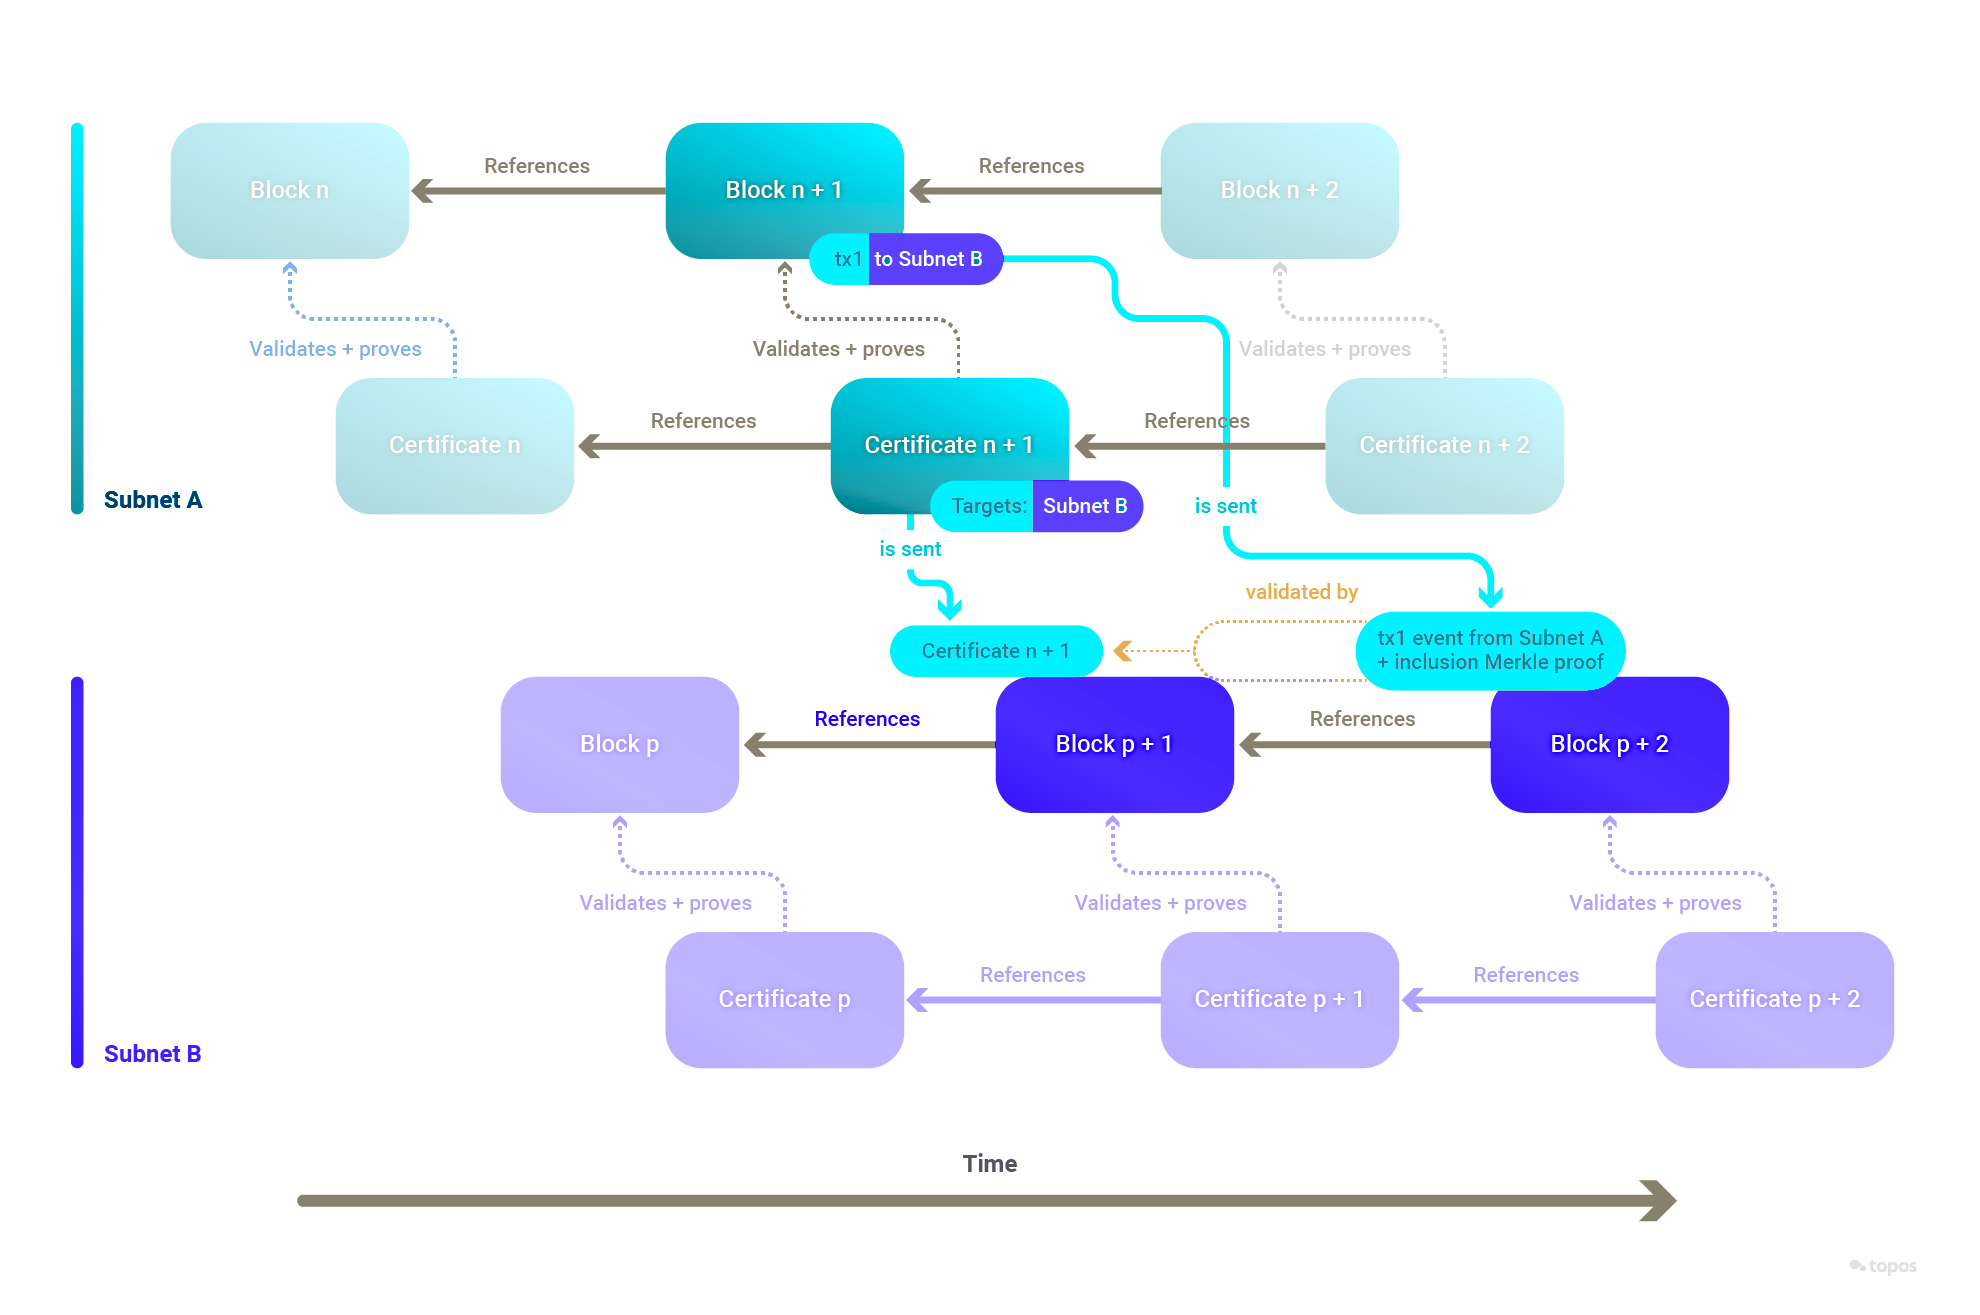 References
References
Block n
Block n + 1
Block n + 2
tx1 to Subnet B
Validates + proves
Validates + proves
Validates + proves
References
References
Certificate n
Certificate n + 1
Certificate n + 2
Subnet A
Targets: Subnet B
is sent
is sent
validated by
Certificate n + 1
tx1 event from Subnet A
+ inclusion Merkle proof
References
References
Block p
Block p + 1
Block p + 2
Validates + proves
Validates + proves
Validates + proves
References
References
Certificate p
Certificate p + 1
Certificate p + 2
Subnet B
Time
topos